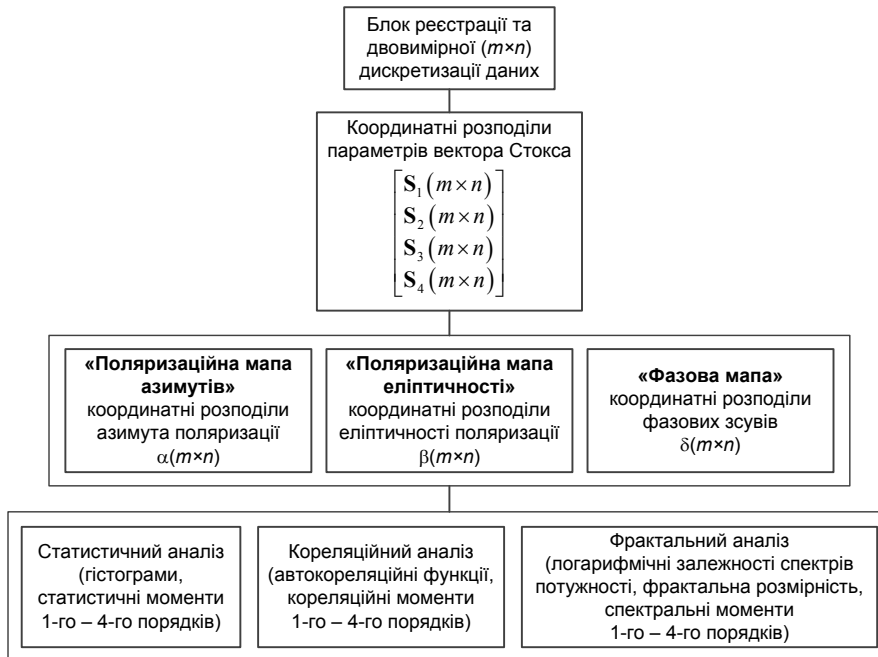 Блок реєстрації та
двовимірної (m×n)
дискретизації даних
Координатні розподіли
параметрів вектора Стокса
S₁(m×n)
S₂(m×n)
S₃(m×n)
S₄(m×n)
«Поляризаційна мапа
азимутів»
координатні розподіли
азимута поляризації
α(m×n)
«Поляризаційна мапа
еліптичності»
координатні розподіли
еліптичності поляризації
β(m×n)
«Фазова мапа»
координатні розподіли
фазових зсувів
δ(m×n)
Статистичний аналіз
(гістограми,
статистичні моменти
1-го – 4-го порядків)
Кореляційний аналіз
(автокореляційні функції,
кореляційні моменти
1-го – 4-го порядків)
Фрактальний аналіз
(логарифмічні залежності спектрів
потужності, фрактальна розмірність,
спектральні моменти
1-го – 4-го порядків)